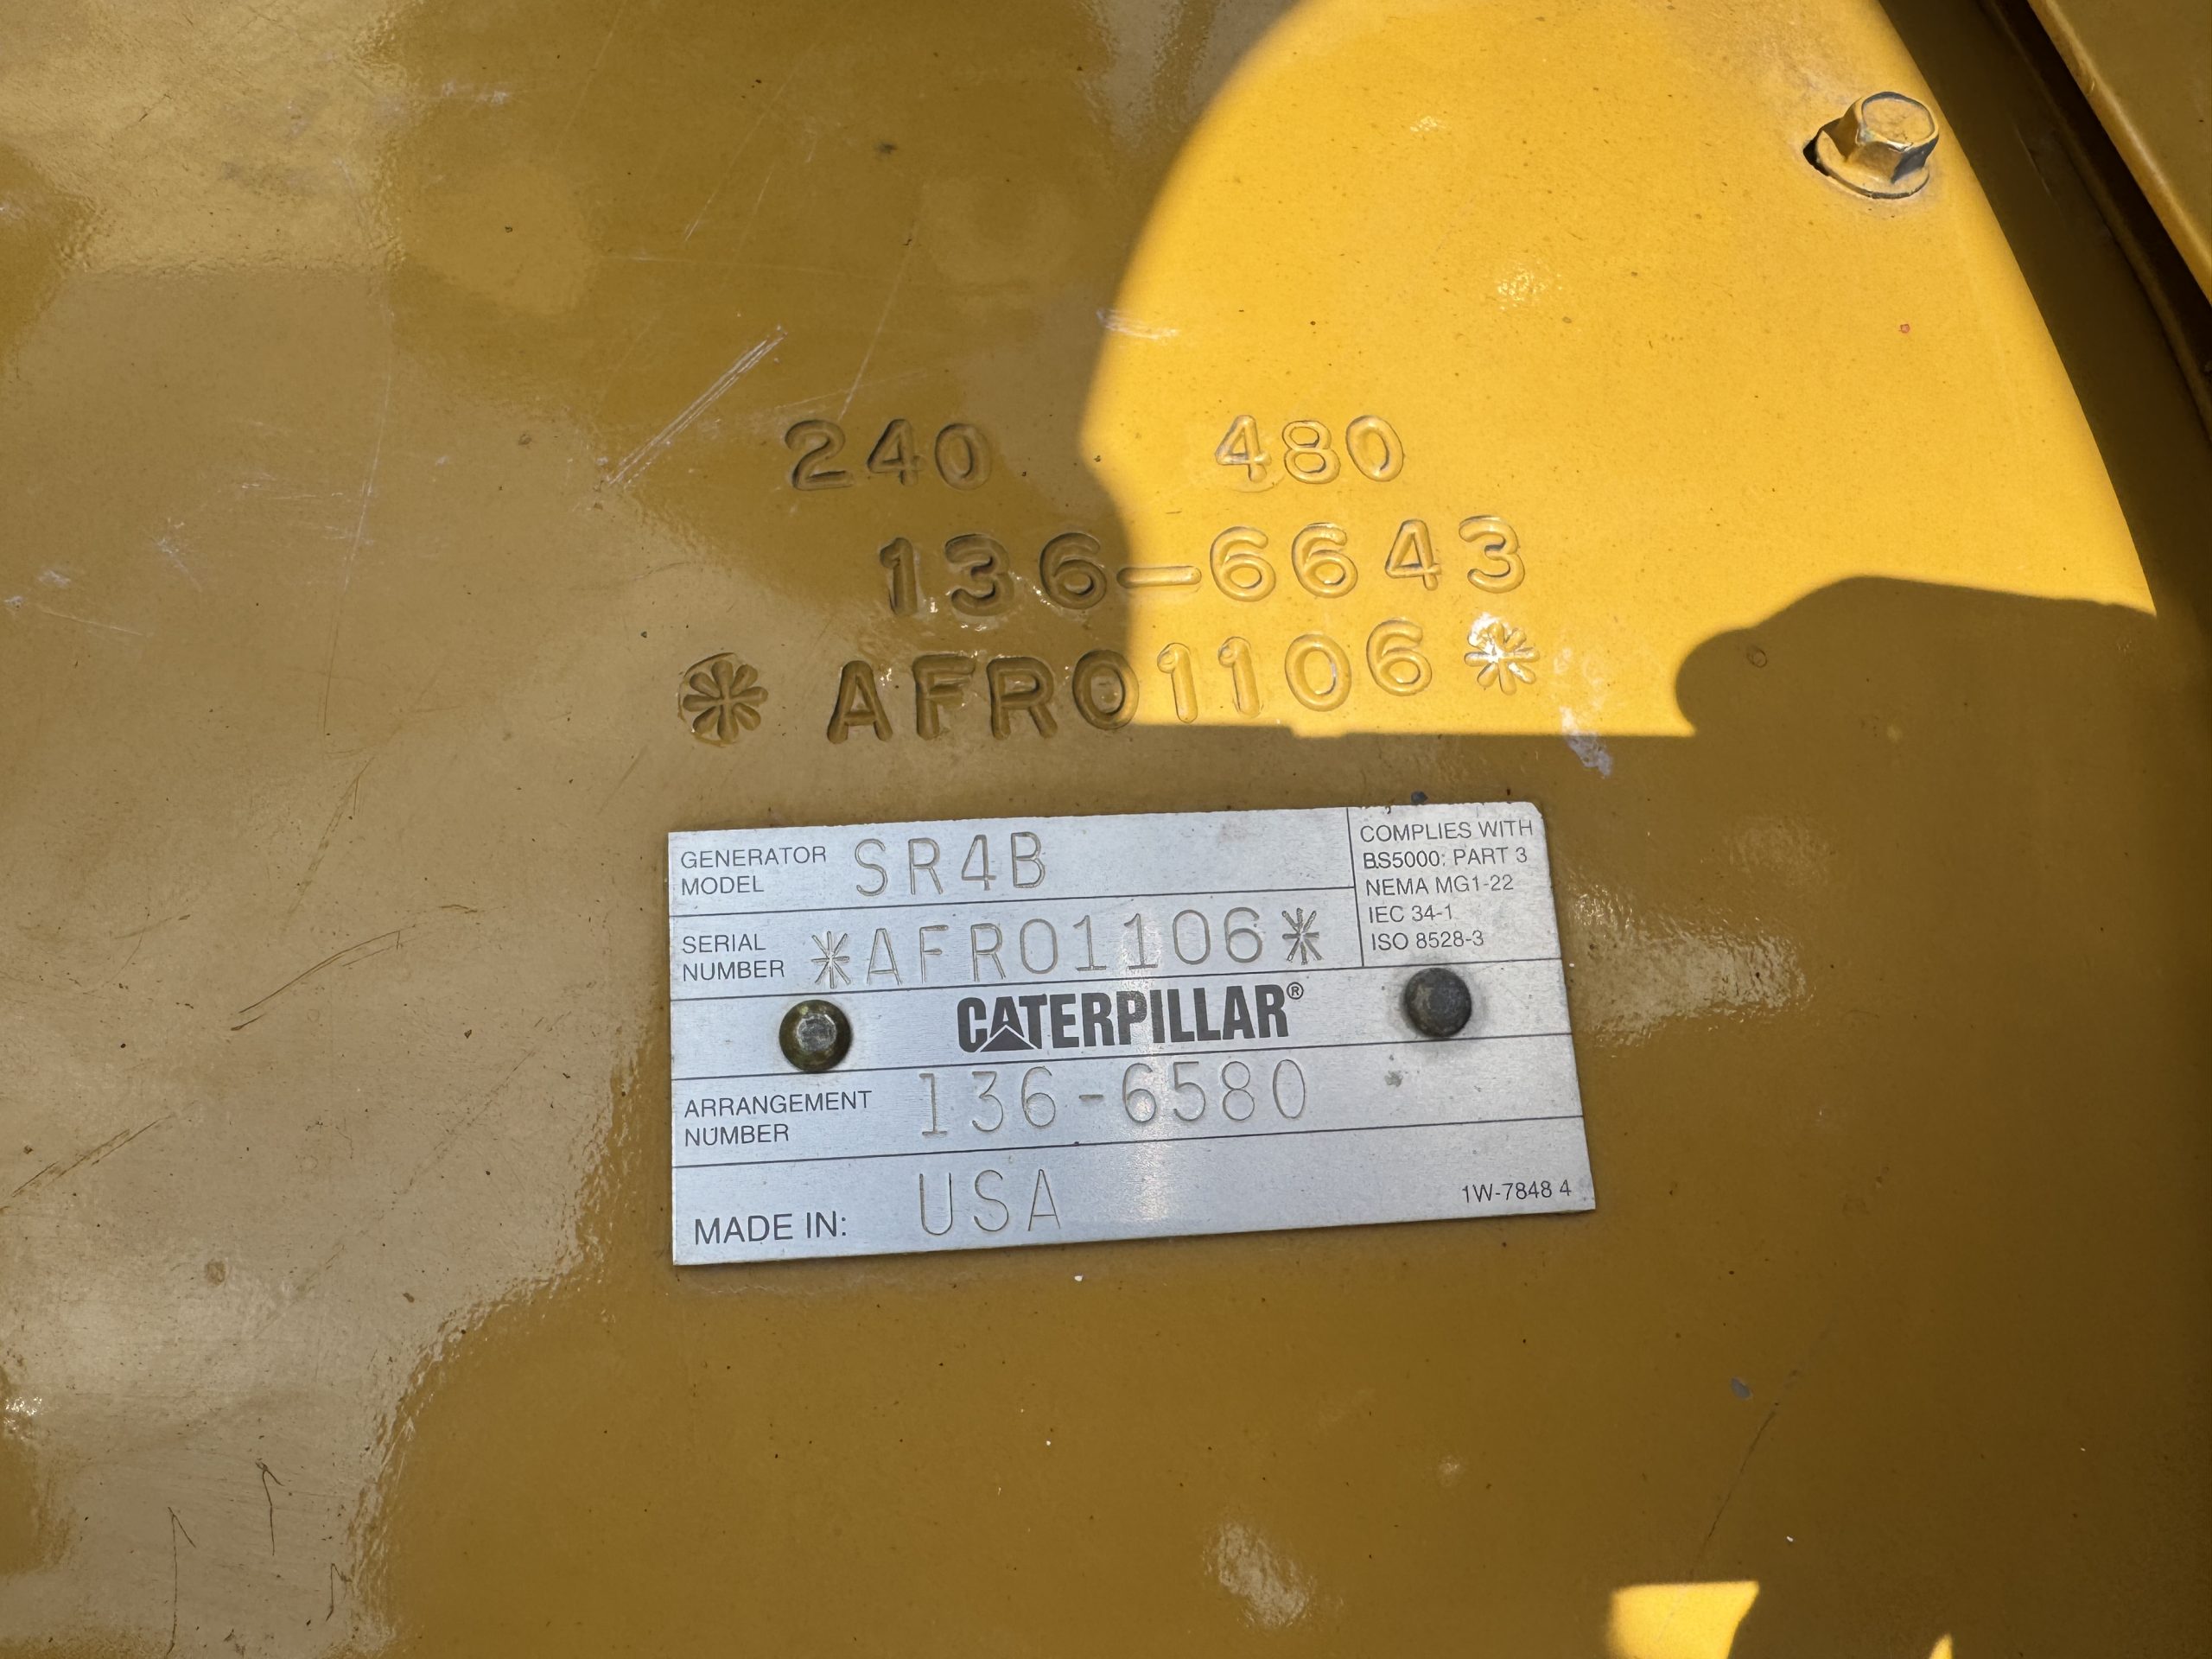 240 480
136-6643
*AFR01106*
GENERATOR MODEL SR4B
COMPLIES WITH
BS5000: PART 3
NEMA MG1-22
IEC 34-1
ISO 8528-3
SERIAL NUMBER *AFR01106*
CATERPILLAR®
ARRANGEMENT NUMBER 136-6580
MADE IN: USA
1W-7848 4